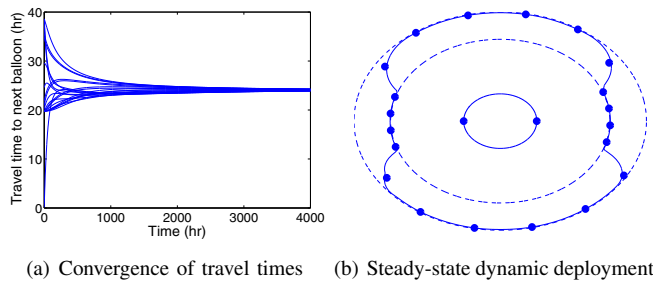 40
30
20
10
0
Travel time to next balloon (hr)
0 1000 2000 3000 4000
Time (hr)
(a) Convergence of travel times
(b) Steady-state dynamic deployment